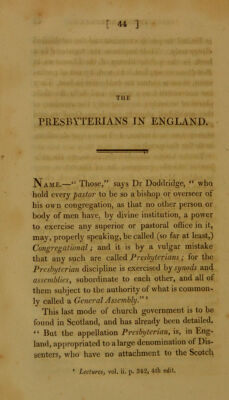 [ 44 ]
THE
PRESBYTERIANS IN ENGLAND.
NAME.—“ Those,” says Dr Doddridge, “ who
hold every pastor to be so a bishop or overseer of
his own congregation, as that no other person or
body of men have, by divine institution, a power
to exercise any superior or pastoral office in it,
may, properly speaking, be called (so far at least,)
Congregational ; and it is by a vulgar mistake
that any such are called Presbyterians ; for the
Presbyterian discipline is exercised by synods and
assemblies, subordinate to each other, and all of
them subject to the authority of what is common-
ly called a General Assembly.” ¹
This last mode of church government is to be
found in Scotland, and has already been detailed.
“ But the appellation Presbyterian, is, in Eng-
land, appropriated to a large denomination of Dis-
senters, who have no attachment to the Scotch
¹ Lectures, vol. ii. p. 342, 4th edit.